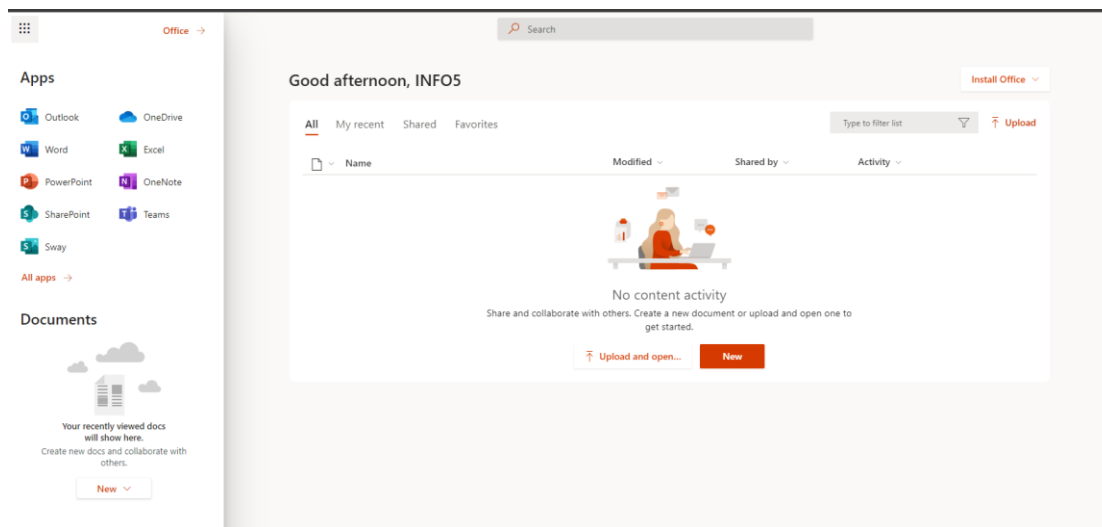 Office →
Search
Apps
Good afternoon, INFO5
Install Office
Outlook
OneDrive
Word
Excel
PowerPoint
OneNote
SharePoint
Teams
Sway
All apps →
All
My recent
Shared
Favorites
Type to filter list
Upload
Name
Modified
Shared by
Activity
No content activity
Share and collaborate with others. Create a new document or upload and open one to
get started.
Upload and open...
New
Documents
Your recently viewed docs
will show here.
Create new docs and collaborate with
others.
New